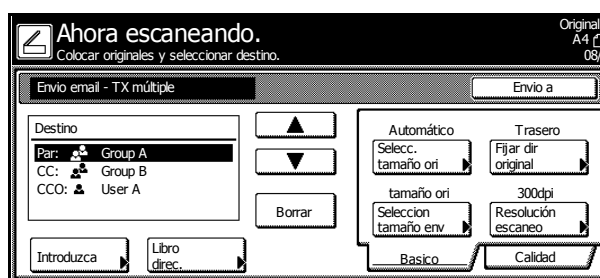 Ahora escaneando.
Colocar originales y seleccionar destino.
Original
A4
08/
Envio email - TX múltiple
Envio a
Destino
Par: Group A
CC: Group B
CCO: User A
Borrar
Introduzca
Libro
direc.
Automático
Selecc.
tamaño ori
Trasero
Fijar dir
original
tamaño ori
Seleccion
tamaño env
300dpi
Resolución
escaneo
Basico
Calidad